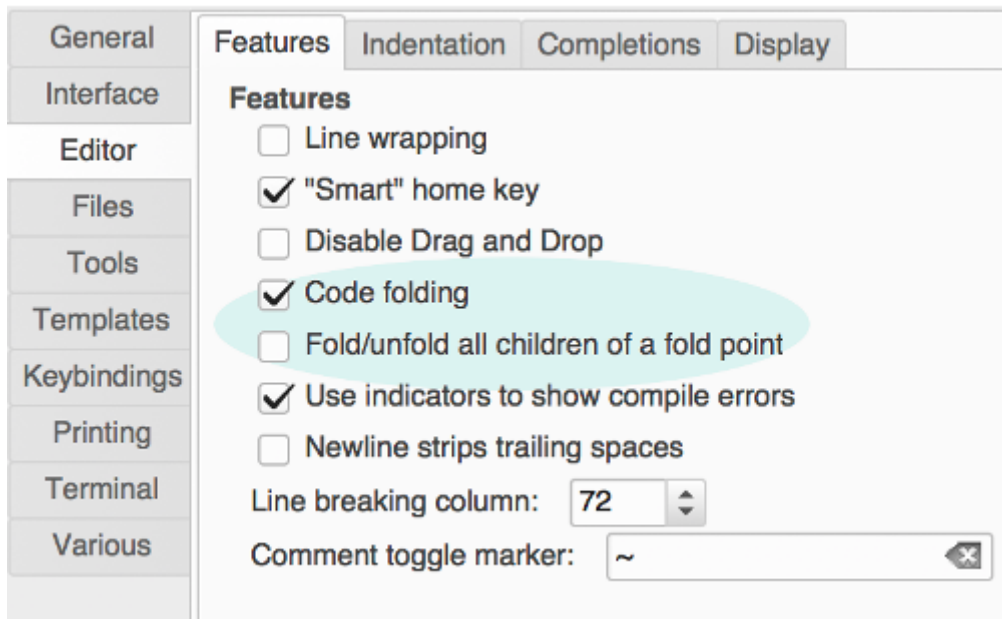 General
Interface
Editor
Files
Tools
Templates
Keybindings
Printing
Terminal
Various
Features Indentation Completions Display
Features
Line wrapping
"Smart" home key
Disable Drag and Drop
Code folding
Fold/unfold all children of a fold point
Use indicators to show compile errors
Newline strips trailing spaces
Line breaking column: 72
Comment toggle marker: ~